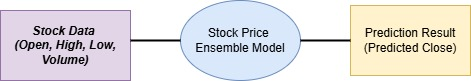 Stock Data
(Open, High, Low,
Volume)
Stock Price
Ensemble Model
Prediction Result
(Predicted Close)